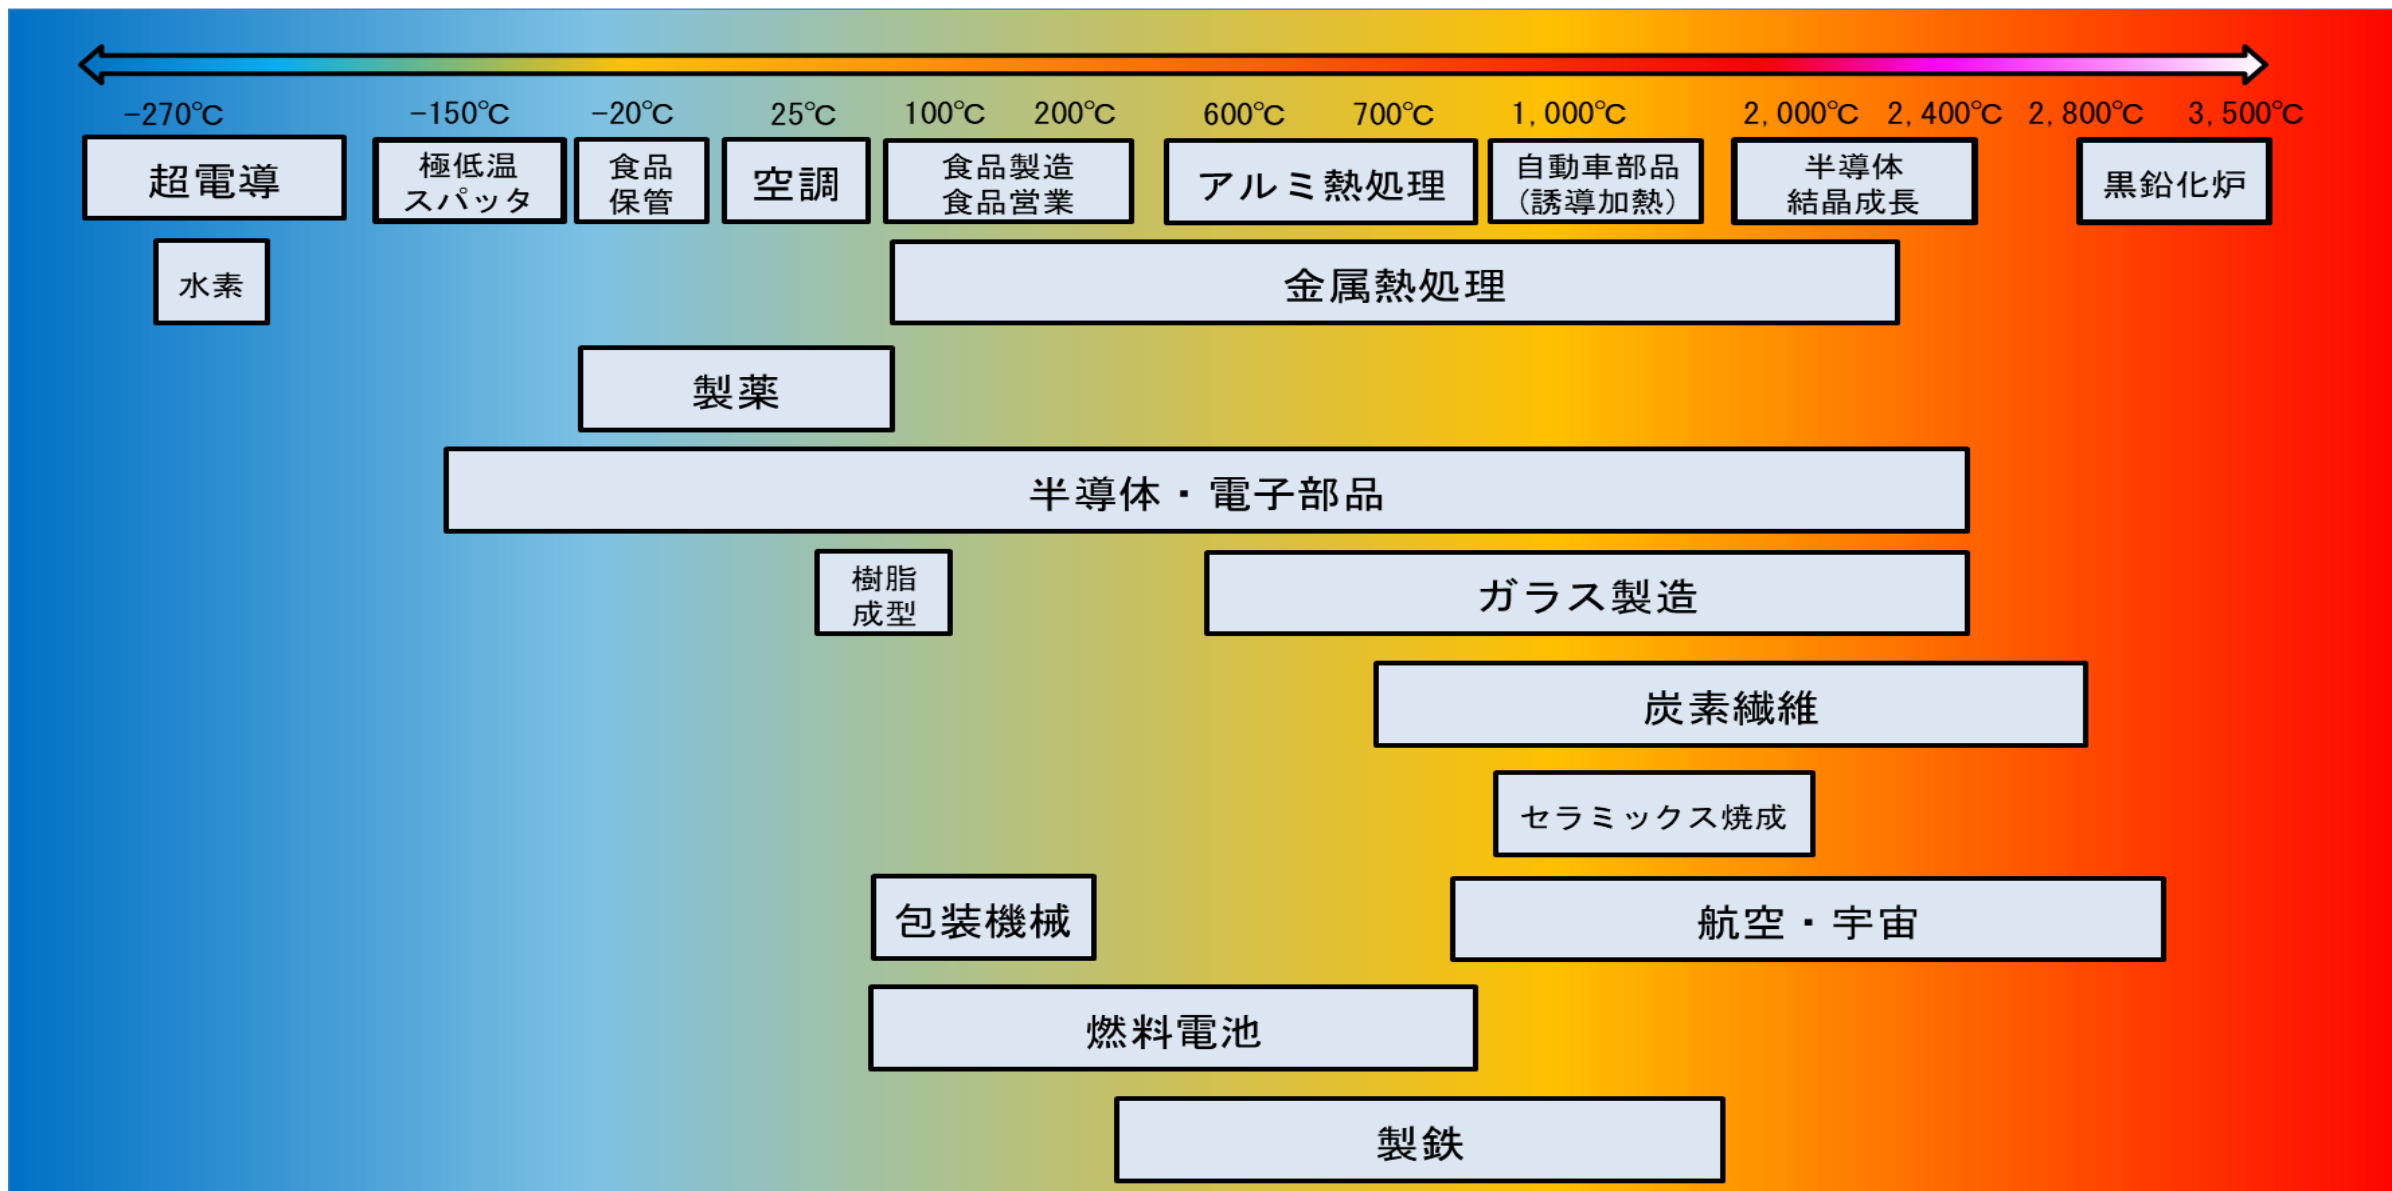 -270℃
-150℃
-20℃
25℃
100℃
200℃
600℃
700℃
1,000℃
2,000℃
2,400℃
2,800℃
3,500℃
超電導
極低温
スパッタ
食品
保管
空調
食品製造
食品営業
アルミ熱処理
自動車部品
(誘導加熱)
半導体
結晶成長
黒鉛化炉
水素
金属熱処理
製薬
半導体・電子部品
樹脂
成型
ガラス製造
炭素繊維
セラミックス焼成
包装機械
航空・宇宙
燃料電池
製鉄